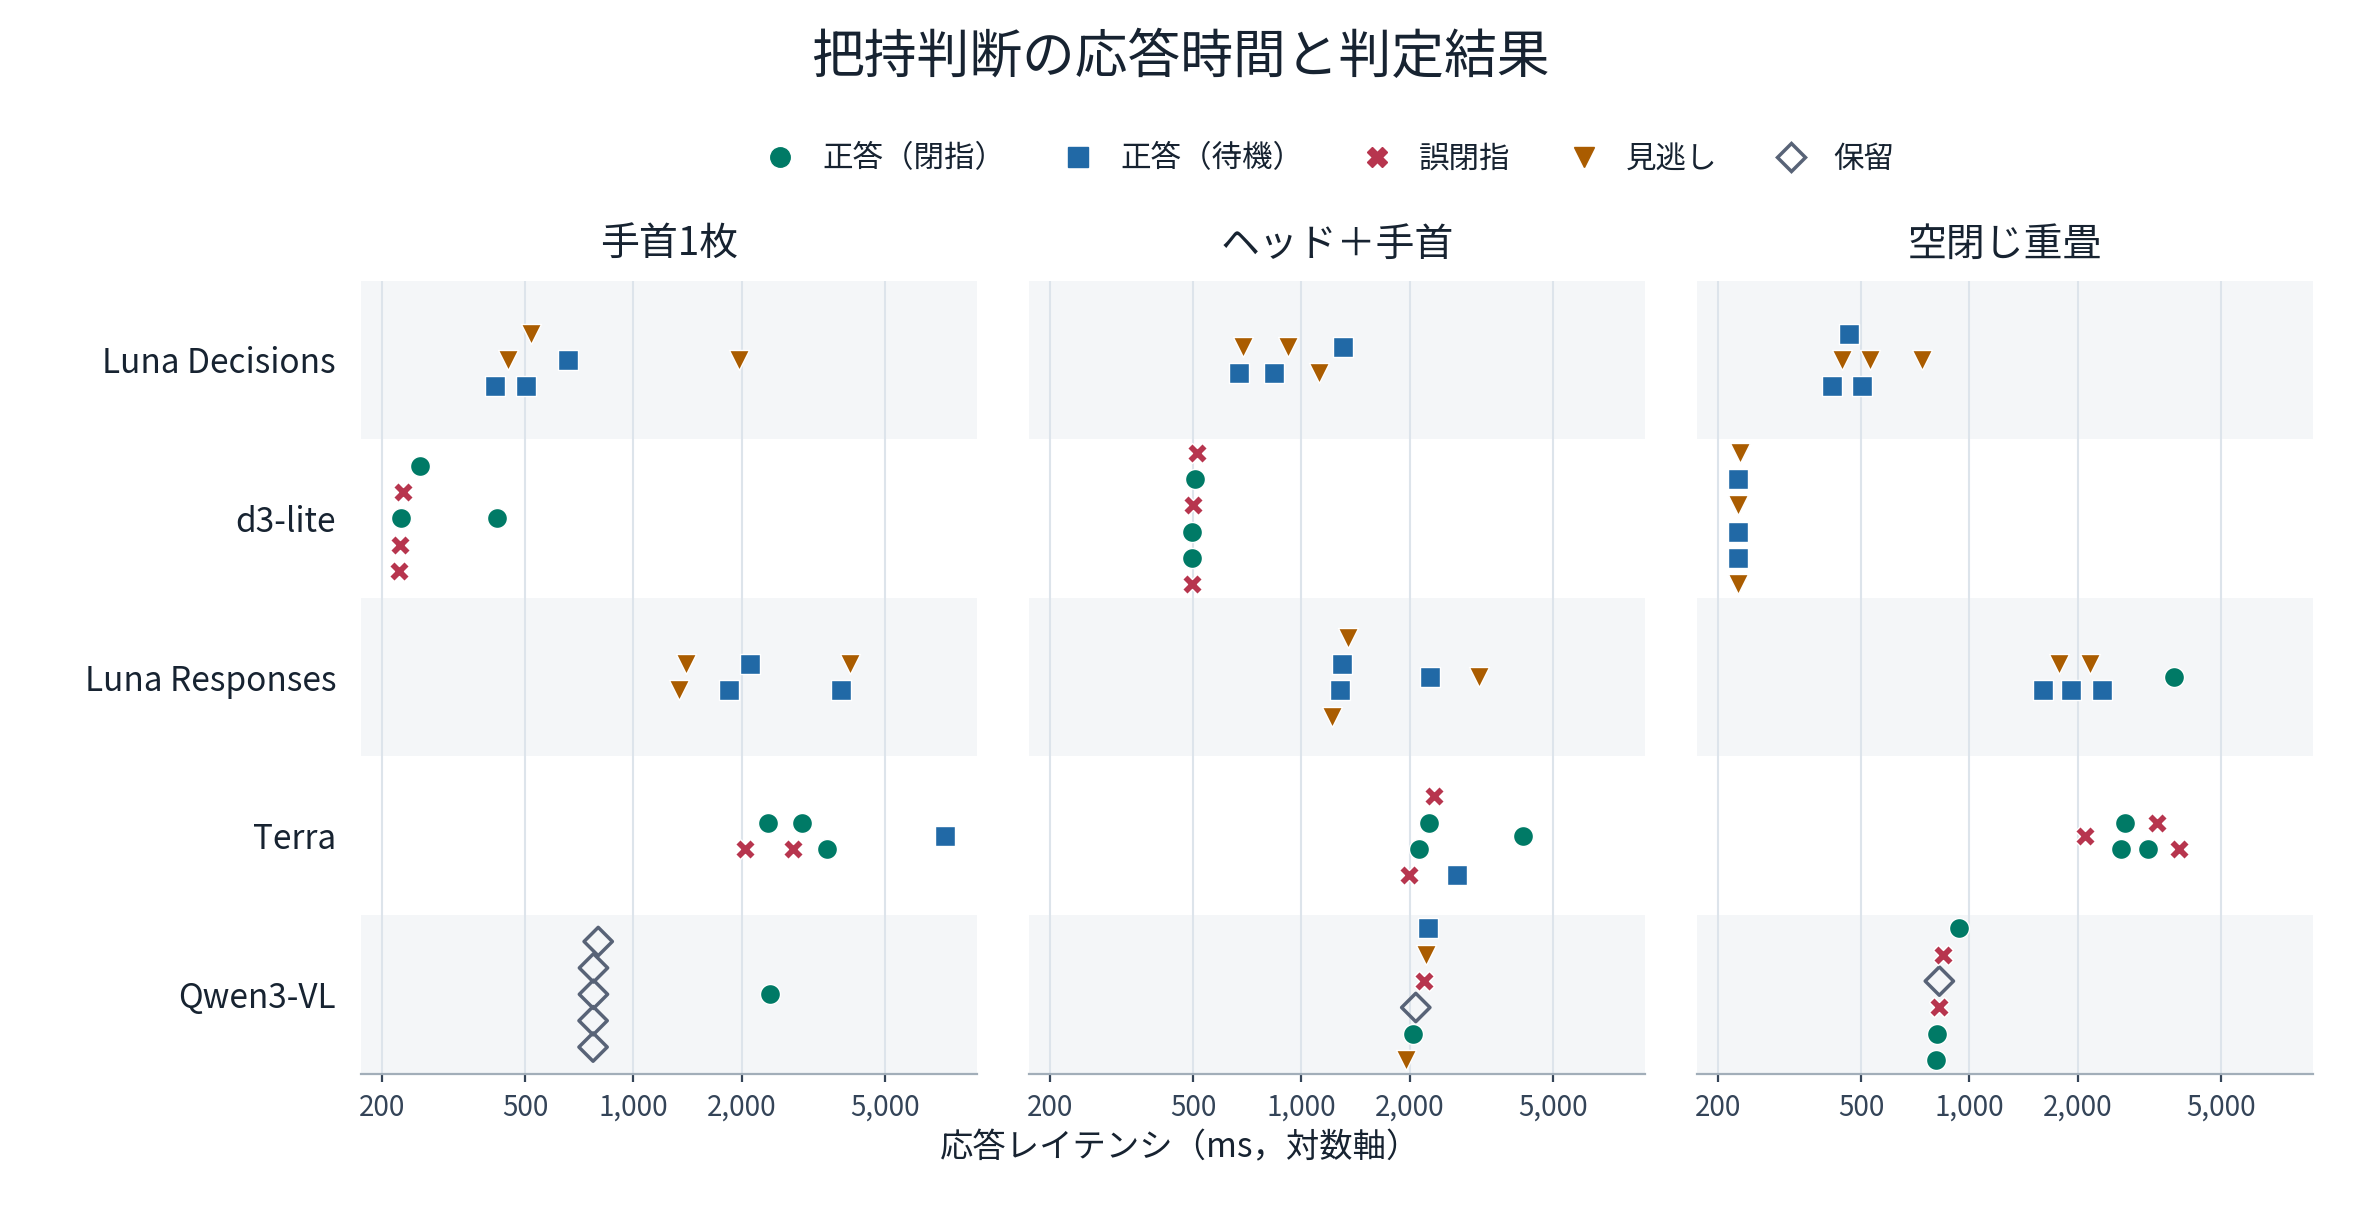 把持判断の応答時間と判定結果
正答（閉指） 正答（待機） 誤閉指 見逃し 保留
手首1枚 ヘッド＋手首 空閉じ重畳
Luna Decisions
d3-lite
Luna Responses
Terra
Qwen3-VL
200 500 1,000 2,000 5,000 200 500 1,000 2,000 5,000 200 500 1,000 2,000 5,000
応答レイテンシ（ms，対数軸）